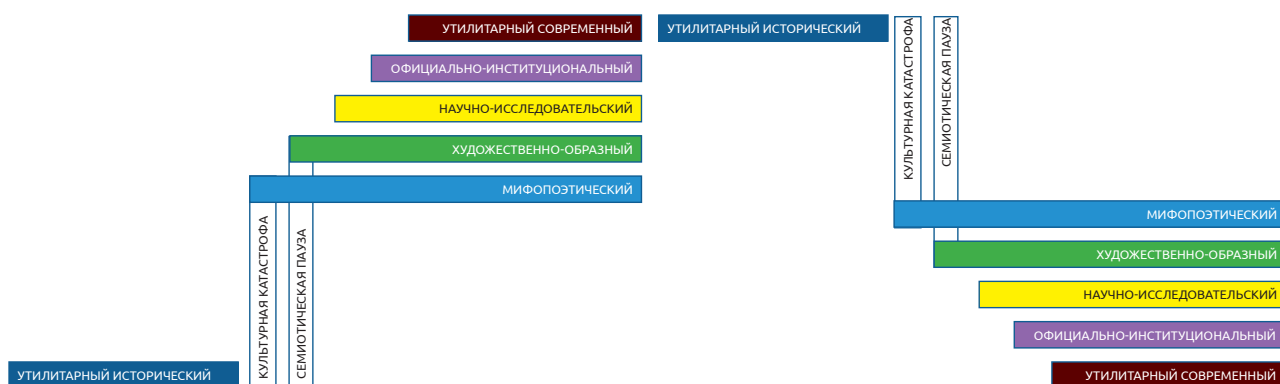 УТИЛИТАРНЫЙ СОВРЕМЕННЫЙ
ОФИЦИАЛЬНО-ИНСТИТУЦИОНАЛЬНЫЙ
НАУЧНО-ИССЛЕДОВАТЕЛЬСКИЙ
ХУДОЖЕСТВЕННО-ОБРАЗНЫЙ
МИФОПОЭТИЧЕСКИЙ
КУЛЬТУРНАЯ КАТАСТРОФА
СЕМИОТИЧЕСКАЯ ПАУЗА
УТИЛИТАРНЫЙ ИСТОРИЧЕСКИЙ
УТИЛИТАРНЫЙ ИСТОРИЧЕСКИЙ
КУЛЬТУРНАЯ КАТАСТРОФА
СЕМИОТИЧЕСКАЯ ПАУЗА
МИФОПОЭТИЧЕСКИЙ
ХУДОЖЕСТВЕННО-ОБРАЗНЫЙ
НАУЧНО-ИССЛЕДОВАТЕЛЬСКИЙ
ОФИЦИАЛЬНО-ИНСТИТУЦИОНАЛЬНЫЙ
УТИЛИТАРНЫЙ СОВРЕМЕННЫЙ